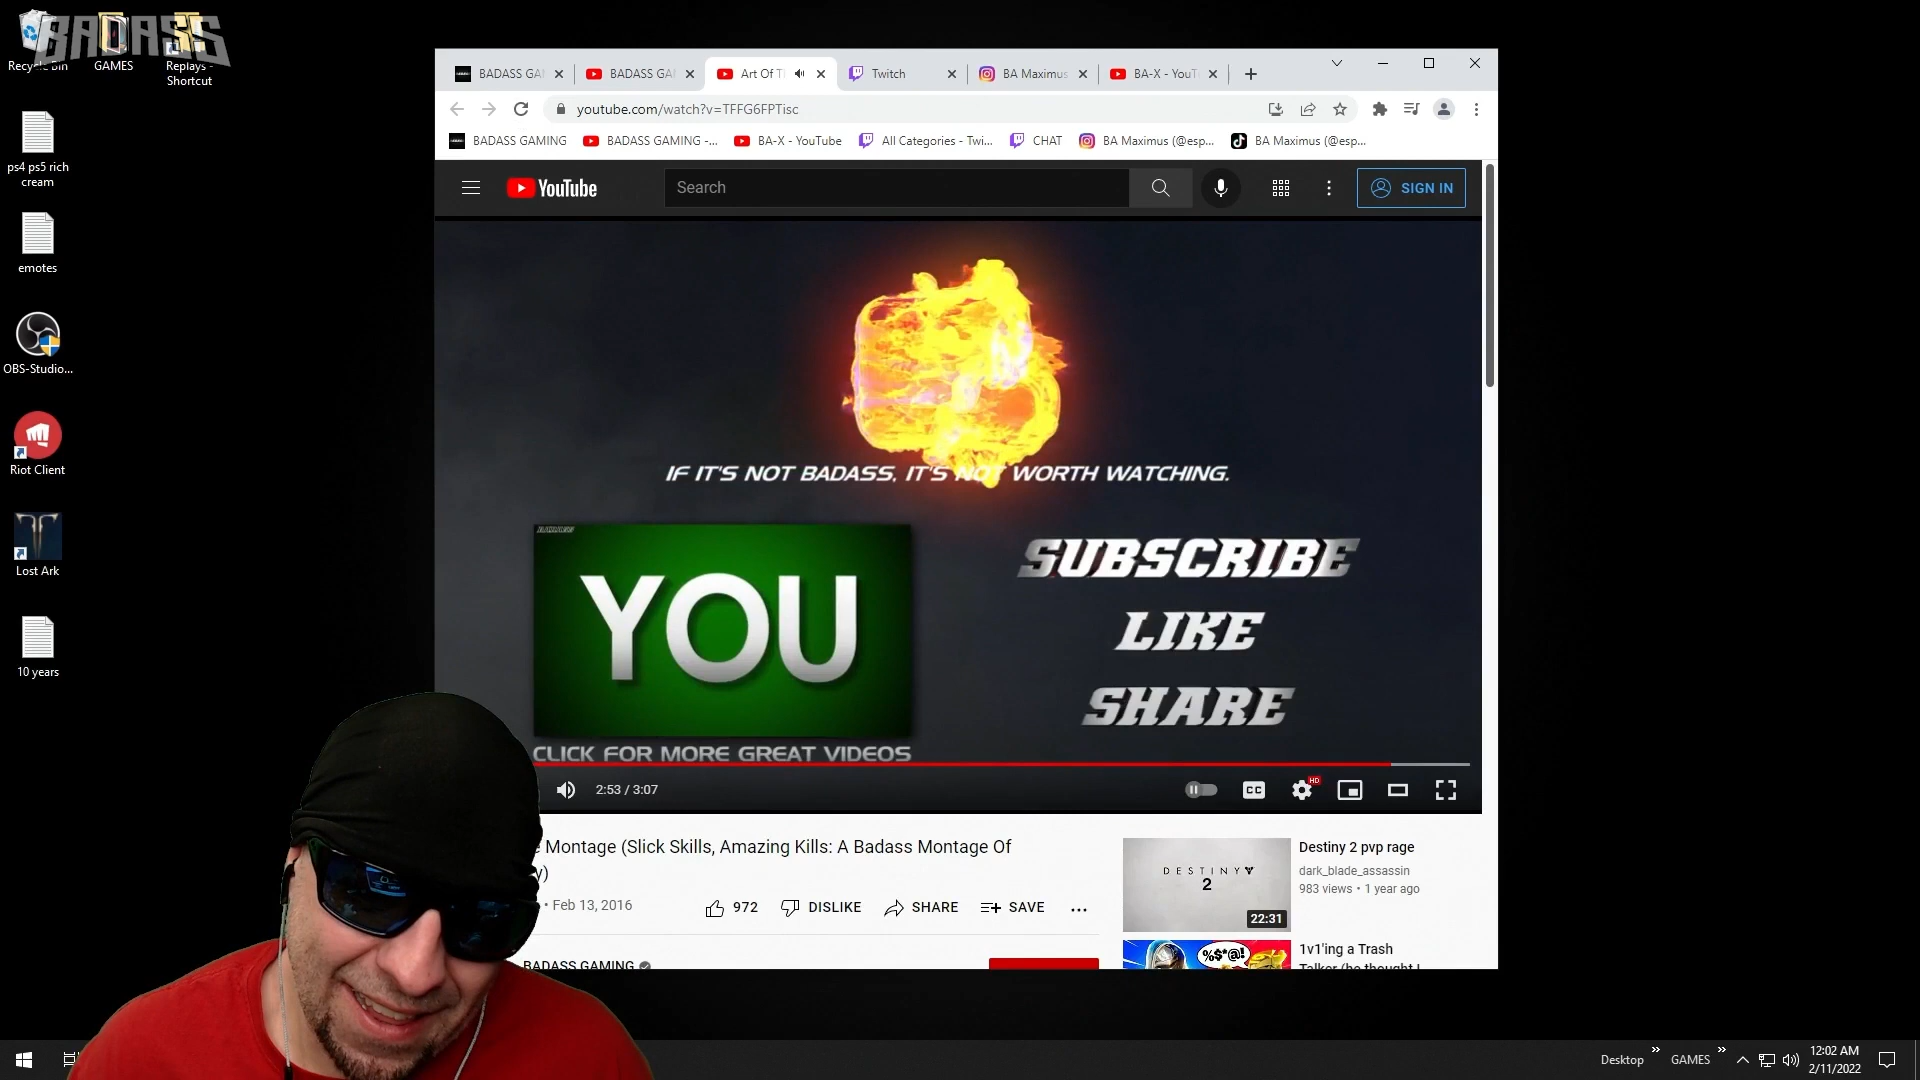 BADASS
Recycle Bin
GAMES
Replays -
Shortcut
ps4 ps5 rich
cream
emotes
OBS-Studio...
Riot Client
Lost Ark
10 years
BADASS GA
BADASS GA
Art Of T
Twitch
BA Maximus
BA-X - YouT
youtube.com/watch?v=TFFG6FPTisc
BADASS GAMING
BADASS GAMING -...
BA-X - YouTube
All Categories - Twi...
CHAT
BA Maximus (@esp...
BA Maximus (@esp...
YouTube
Search
SIGN IN
IF IT'S NOT BADASS, IT'S NOT WORTH WATCHING.
YOU
CLICK FOR MORE GREAT VIDEOS
SUBSCRIBE
LIKE
SHARE
2:53 / 3:07
CC
HD
e Montage (Slick Skills, Amazing Kills: A Badass Montage Of
y)
• Feb 13, 2016
972
DISLIKE
SHARE
SAVE
BADASS GAMING
DESTINY
2
22:31
Destiny 2 pvp rage
dark_blade_assassin
983 views • 1 year ago
%$*@!
1v1'ing a Trash
Talker (he thought I
Desktop
GAMES
12:02 AM
2/11/2022